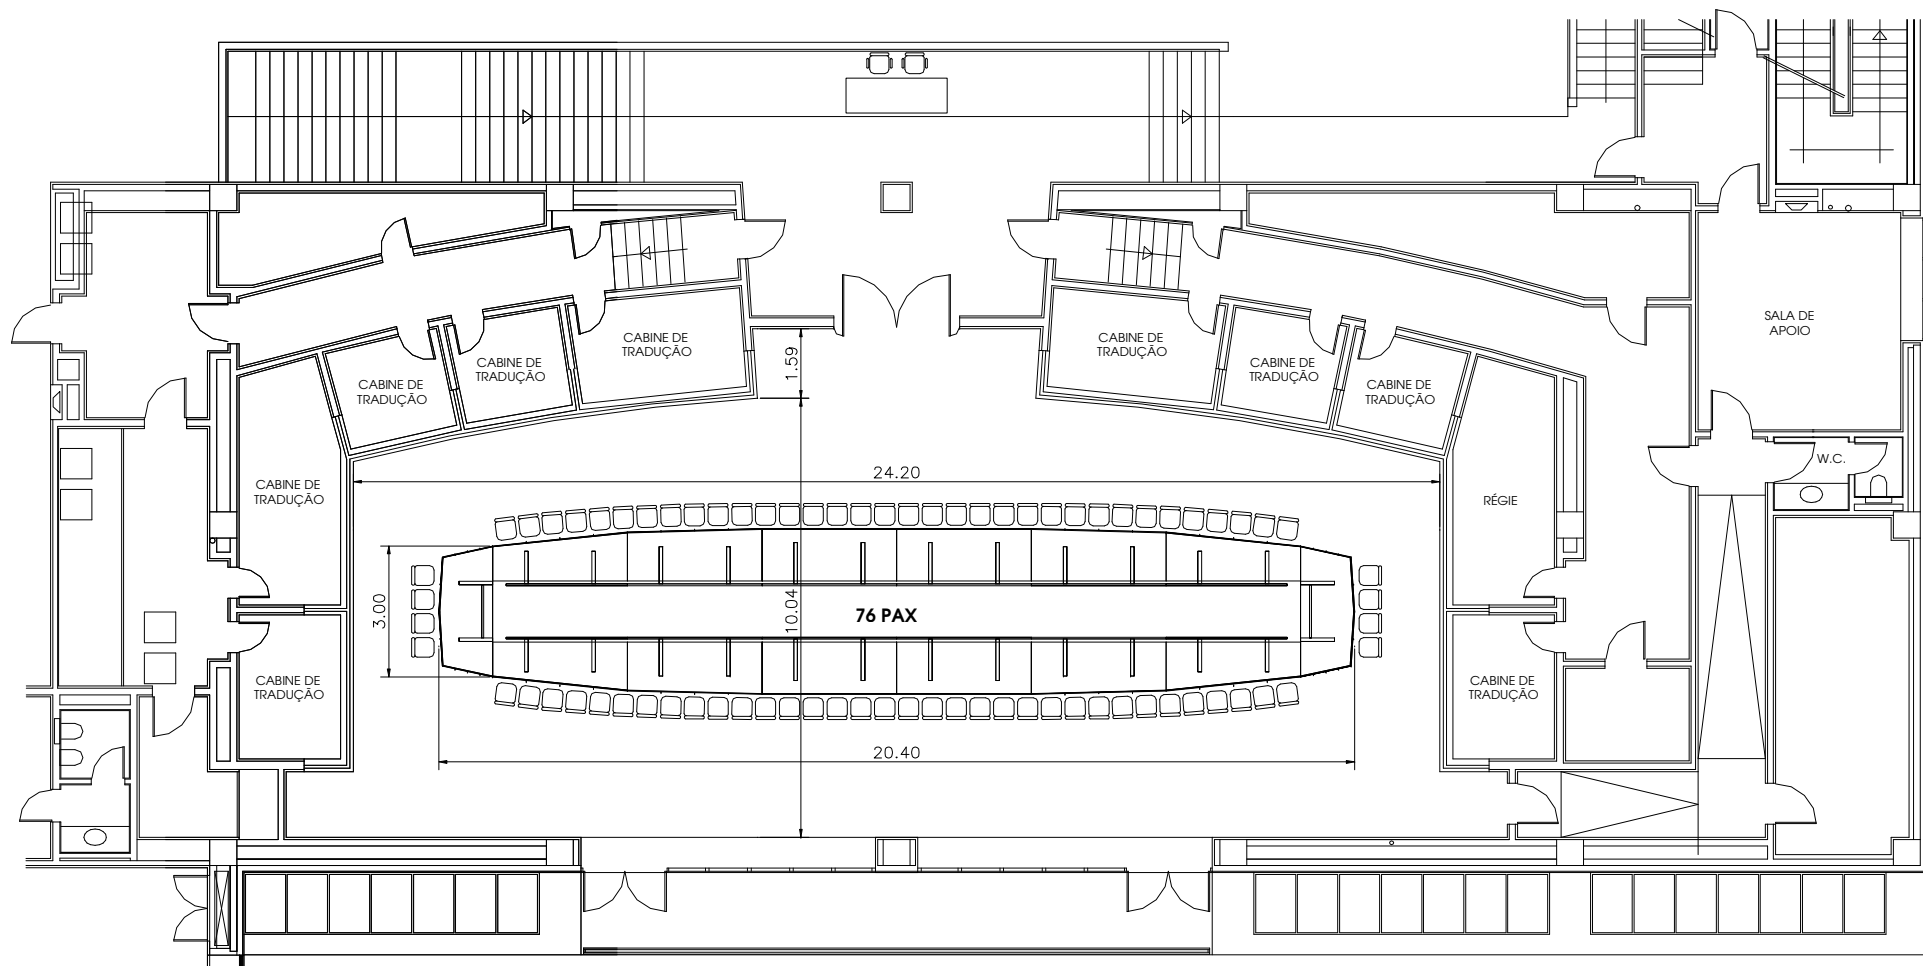 SALA DE
APOIO
CABINE DE
TRADUÇÃO
CABINE DE
TRADUÇÃO
1.59
CABINE DE
TRADUÇÃO
CABINE DE
TRADUÇÃO
CABINE DE
TRADUÇÃO
CABINE DE
TRADUÇÃO
W.C.
24.20
CABINE DE
TRADUÇÃO
RÉGIE
3.00
10.04
76 PAX
CABINE DE
TRADUÇÃO
CABINE DE
TRADUÇÃO
20.40